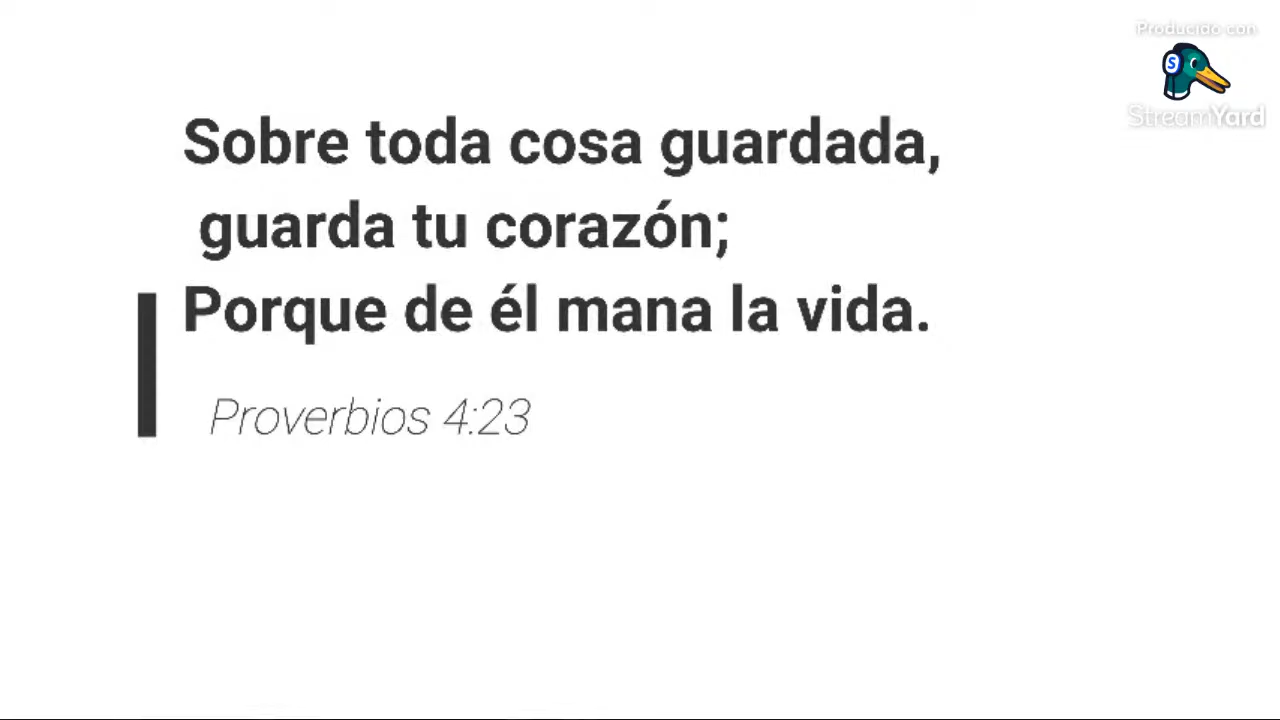 Producido con
StreamYard
Sobre toda cosa guardada,
guarda tu corazón;
Porque de él mana la vida.
Proverbios 4:23